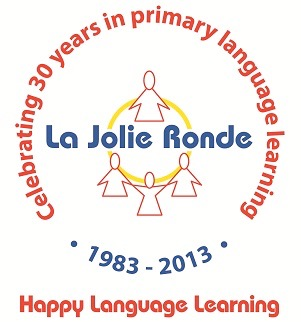 Celebrating 30 years in primary language learning
La Jolie Ronde
• 1983 - 2013 •
Happy Language Learning